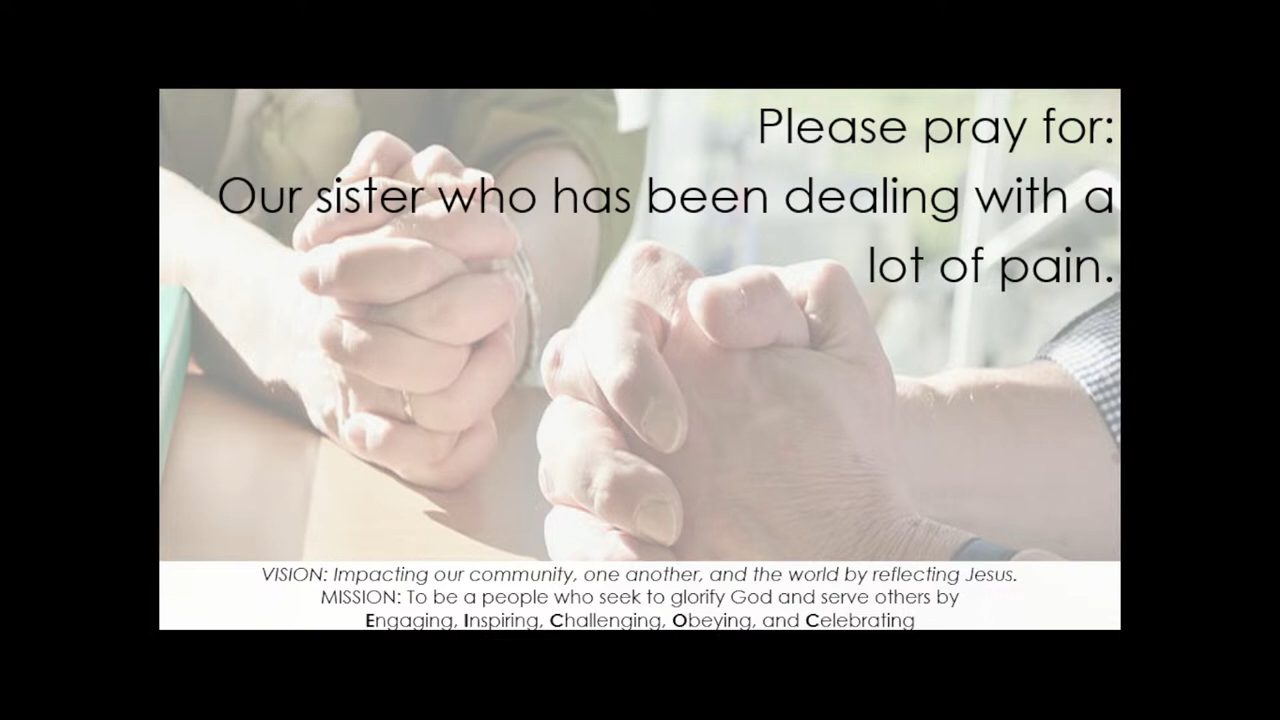 Please pray for:
Our sister who has been dealing with a
lot of pain.
VISION: Impacting our community, one another, and the world by reflecting Jesus.
MISSION: To be a people who seek to glorify God and serve others by
Engaging, Inspiring, Challenging, Obeying, and Celebrating